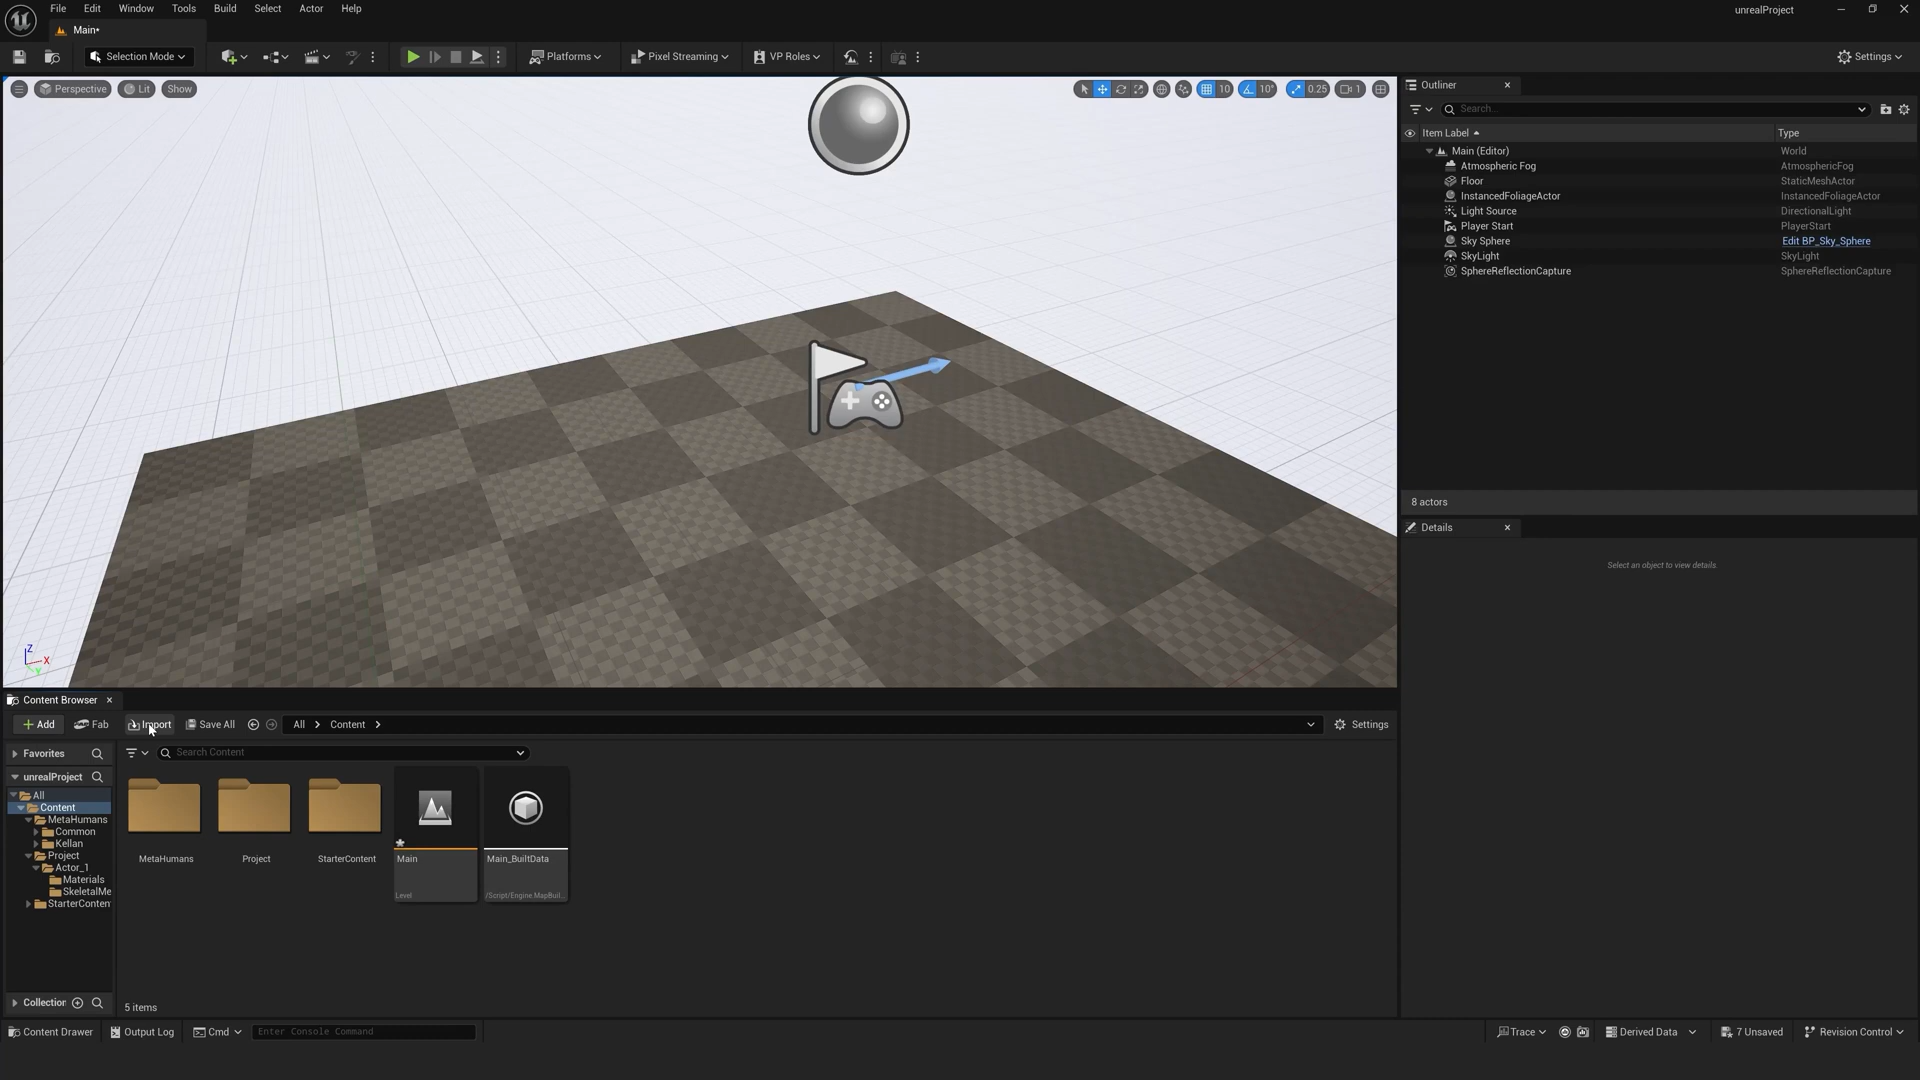 File Edit Window Tools Build Select Actor Help
unrealProject
Main*
Selection Mode
Platforms
Pixel Streaming
VP Roles
Settings
Perspective
Lit
Show
10
10°
0.25
1
Outliner
Search...
Item Label
Type
Main (Editor)
World
Atmospheric Fog
AtmosphericFog
Floor
StaticMeshActor
InstancedFoliageActor
InstancedFoliageActor
Light Source
DirectionalLight
Player Start
PlayerStart
Sky Sphere
Edit BP_Sky_Sphere
SkyLight
SkyLight
SphereReflectionCapture
SphereReflectionCapture
8 actors
Details
Select an object to view details.
Z
X
Y
Content Browser
Add
Fab
Import
Save All
All
Content
Settings
Favorites
Search Content
unrealProject
All
Content
MetaHumans
Common
Kellan
Project
Actor_1
Materials
SkeletalMe
StarterConten
MetaHumans
Project
StarterContent
Main
Level
Main_BuiltData
/Script/Engine.MapBuil...
Collection
5 items
Content Drawer
Output Log
Cmd
Enter Console Command
Trace
Derived Data
7 Unsaved
Revision Control